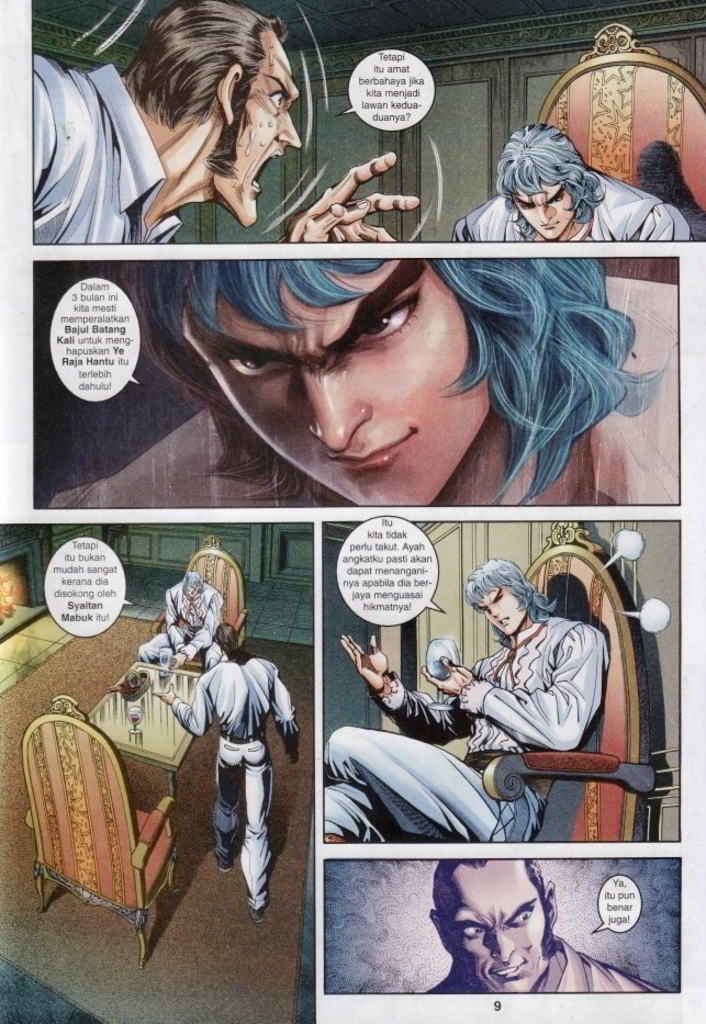 Tetapi
itu amat
berbahaya jika
kita menjadi
lawan kedua-
duanya?
Dalam
3 bulan ini
kita mesti
memperalatkan
Bajul Batang
Kali untuk meng-
hapuskan Ye
Raja Hantu itu
terlebih
dahulu!
Tetapi
itu bukan
mudah sangat
kerana dia
disokong oleh
Syaitan
Mabuk itu!
Itu
kita tidak
perlu takut. Ayah
angkatku pasti akan
dapat menangani-
nya apabila dia ber-
jaya menguasai
hikmatnya!
Ya,
itu pun
benar
juga!
9